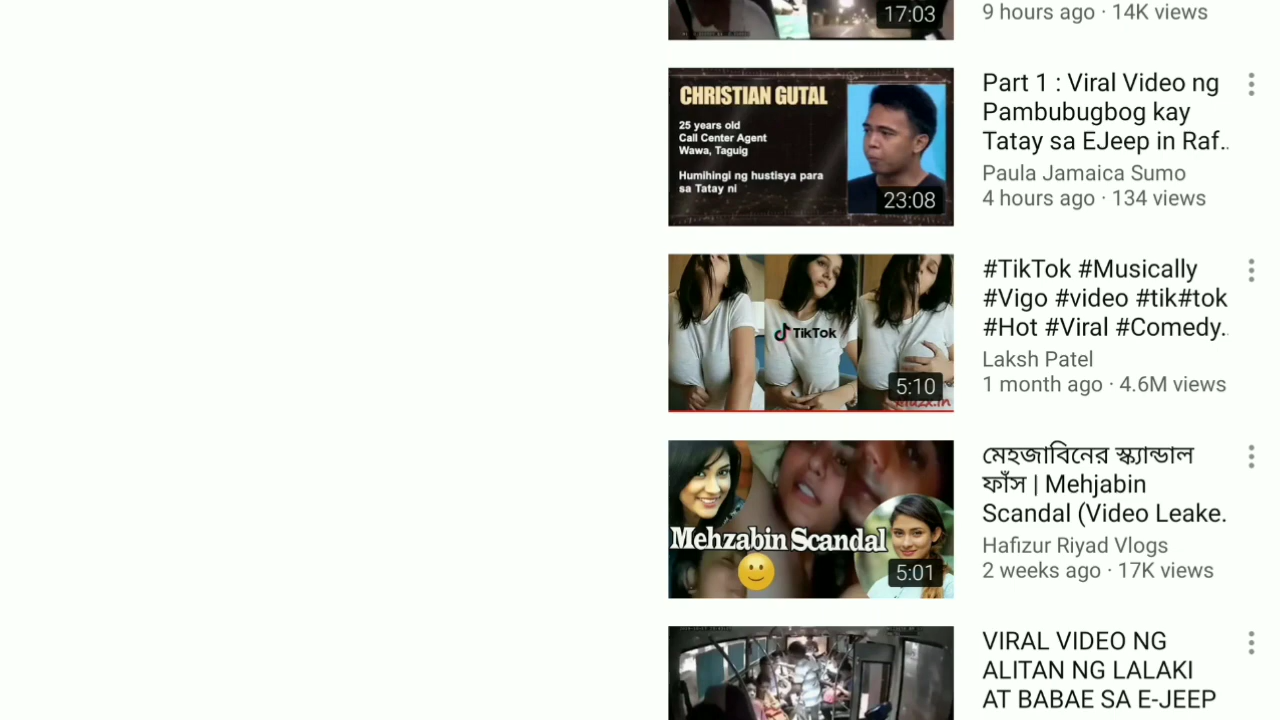 17:03
9 hours ago · 14K views
CHRISTIAN GUTAL
25 years old
Call Center Agent
Wawa, Taguig
Humihingi ng hustisya para
sa Tatay ni
23:08
Part 1 : Viral Video ng
Pambubugbog kay
Tatay sa EJeep in Raf..
Paula Jamaica Sumo
4 hours ago · 134 views
TikTok
5:10
#TikTok #Musically
#Vigo #video #tik#tok
#Hot #Viral #Comedy..
Laksh Patel
1 month ago · 4.6M views
Mehzabin Scandal
5:01
মেহজাবিনের স্ক্যান্ডাল
ফাঁস | Mehjabin
Scandal (Video Leake.
Hafizur Riyad Vlogs
2 weeks ago · 17K views
VIRAL VIDEO NG
ALITAN NG LALAKI
AT BABAE SA E-JEEP